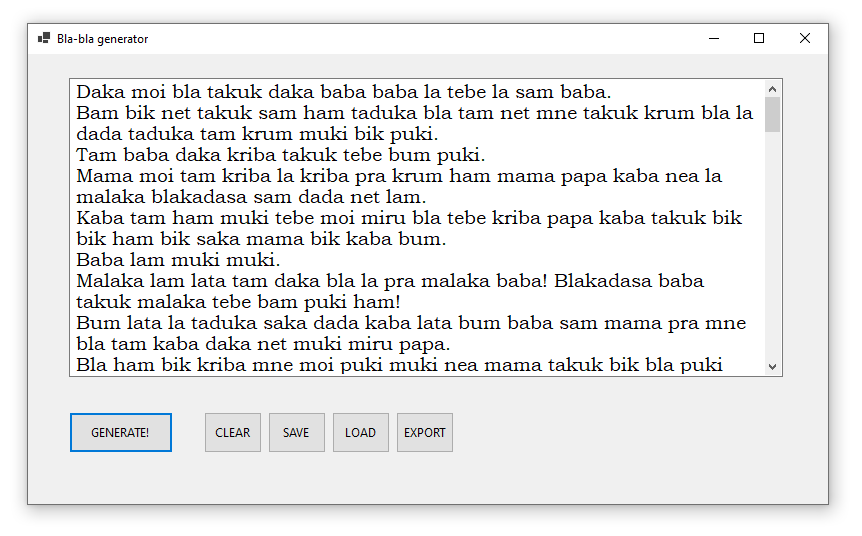 Bla-bla generator
Daka moi bla takuk daka baba baba la tebe la sam baba.
Bam bik net takuk sam ham taduka bla tam net mne takuk krum bla la
dada taduka tam krum muki bik puki.
Tam baba daka kriba takuk tebe bum puki.
Mama moi tam kriba la kriba pra krum ham mama papa kaba nea la
malaka blakadasa sam dada net lam.
Kaba tam ham muki tebe moi miru bla tebe kriba papa kaba takuk bik
bik ham bik saka mama bik kaba bum.
Baba lam muki muki.
Malaka lam lata tam daka bla la pra malaka baba! Blakadasa baba
takuk malaka tebe bam puki ham!
Bum lata la taduka saka dada kaba lata bum baba sam mama pra mne
bla tam kaba daka net muki miru papa.
Bla ham bik kriba mne moi puki muki nea mama takuk bik bla puki
GENERATE! CLEAR SAVE LOAD EXPORT